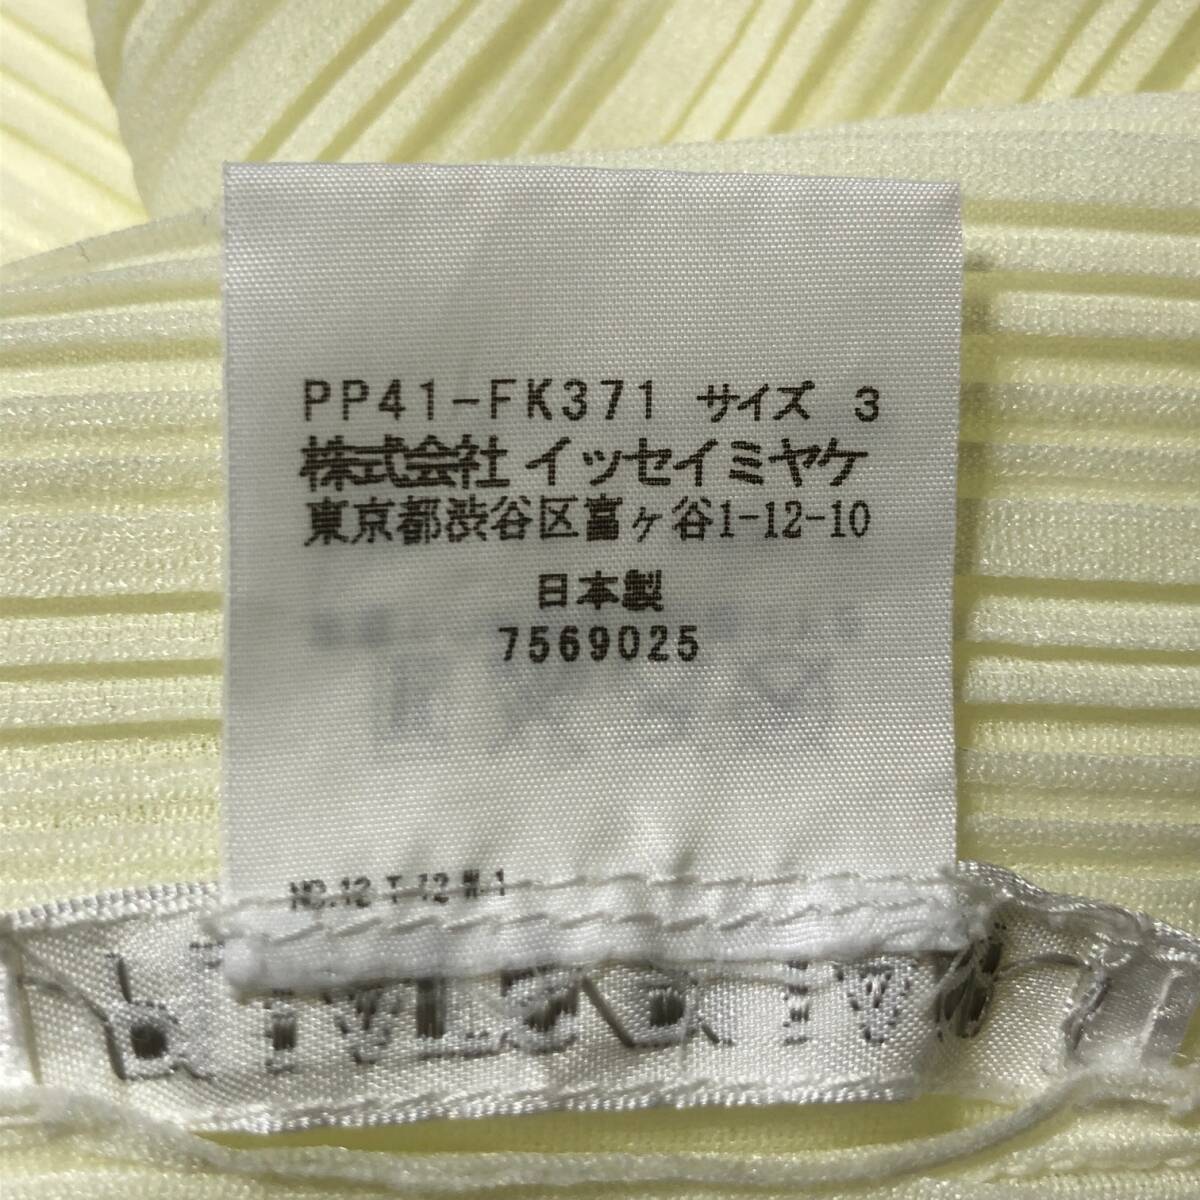 PP41-FK371 サイズ 3
株式会社 イッセイミヤケ
東京都渋谷区富ヶ谷1-12-10
日本製
7569025
NO.12 T-12 W-1